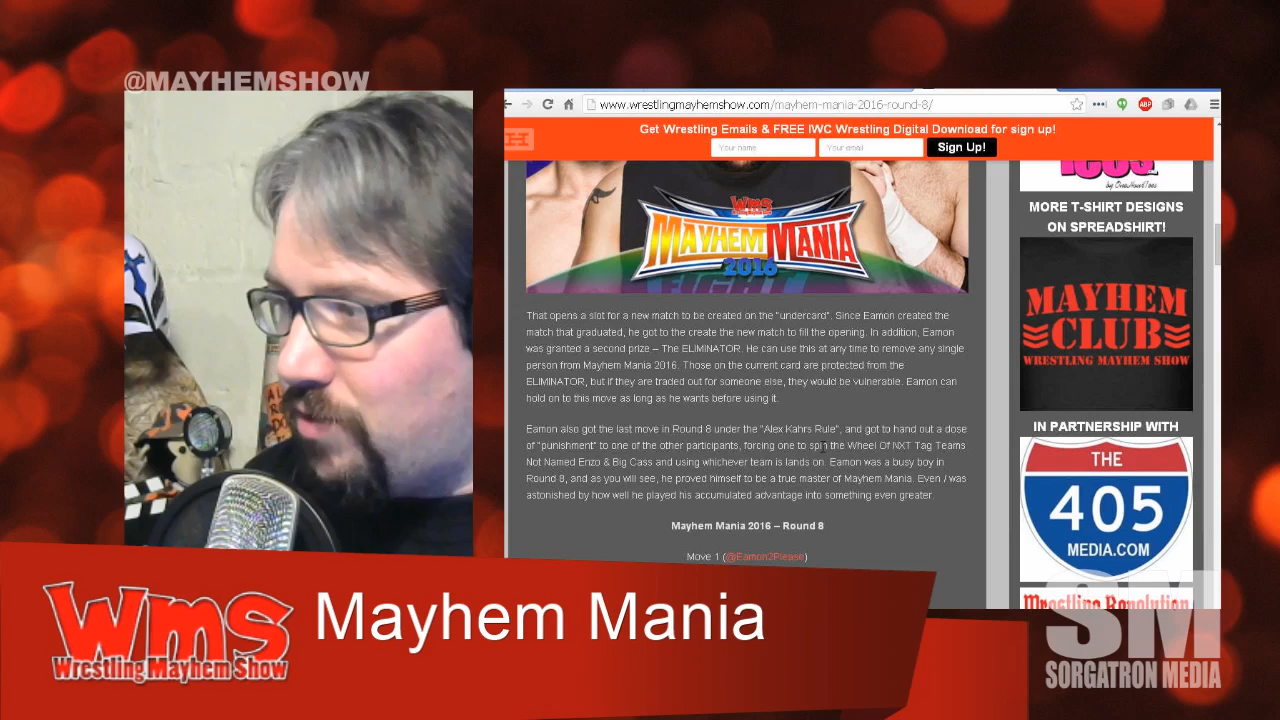 @MAYHEMSHOW
www.wrestlingmayhemshow.com/mayhem-mania-2016-round-8/
ABP
H
Get Wrestling Emails & FREE IWC Wrestling Digital Download for sign up!
Your name
Your email
Sign Up!
WMS
MAYHEM MANIA
2016
FIGHT
by OneHourTees
MORE T-SHIRT DESIGNS
ON SPREADSHIRT!
MAYHEM
CLUB
WRESTLING MAYHEM SHOW
IN PARTNERSHIP WITH
THE
405
MEDIA.COM
Wrestling Revolution
That opens a slot for a new match to be created on the "undercard". Since Eamon created the
match that graduated, he got to the create the new match to fill the opening. In addition, Eamon
was granted a second prize – The ELIMINATOR. He can use this at any time to remove any single
person from Mayhem Mania 2016. Those on the current card are protected from the
ELIMINATOR, but if they are traded out for someone else, they would be vulnerable. Eamon can
hold on to this move as long as he wants before using it.
Eamon also got the last move in Round 8 under the "Alex Kahrs Rule", and got to hand out a dose
of "punishment" to one of the other participants, forcing one to spin the Wheel Of NXT Tag Teams
Not Named Enzo & Big Cass and using whichever team is lands on. Eamon was a busy boy in
Round 8, and as you will see, he proved himself to be a true master of Mayhem Mania. Even I was
astonished by how well he played his accumulated advantage into something even greater.
Mayhem Mania 2016 – Round 8
Move 1 (@Eamon2Please)
Wms
Wrestling Mayhem Show
Mayhem Mania
SM
SORGATRON MEDIA